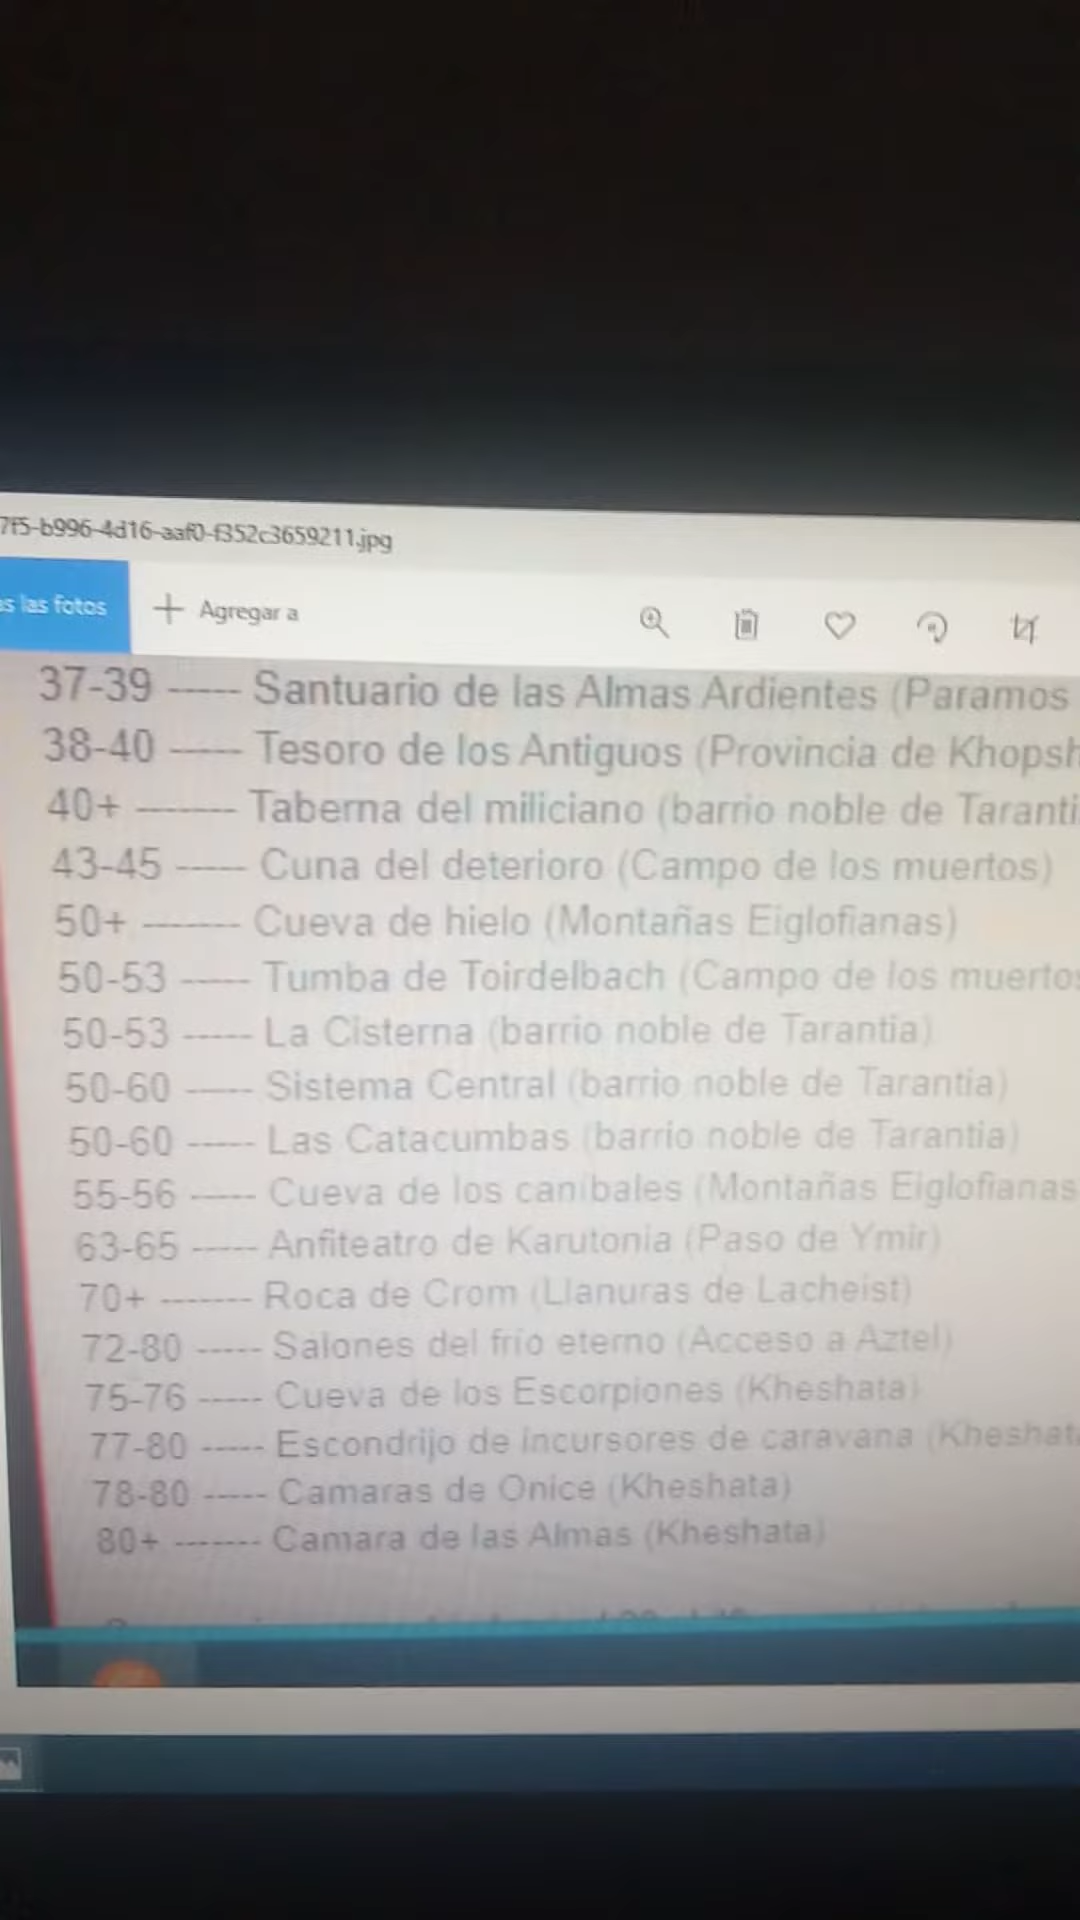 7f5-b996-4d16-aaf0-f352c3659211.jpg
as las fotos
Agregar a
37-39 ----- Santuario de las Almas Ardientes (Paramos
38-40 ----- Tesoro de los Antiguos (Provincia de Khopsh
40+ ------- Taberna del miliciano (barrio noble de Taranti
43-45 ----- Cuna del deterioro (Campo de los muertos)
50+ ------- Cueva de hielo (Montañas Eiglofianas)
50-53 ----- Tumba de Toirdelbach (Campo de los muertos
50-53 ----- La Cisterna (barrio noble de Tarantia)
50-60 ----- Sistema Central (barrio noble de Tarantia)
50-60 ----- Las Catacumbas (barrio noble de Tarantia)
55-56 ----- Cueva de los canibales (Montañas Eiglofianas
63-65 ----- Anfiteatro de Karutonia (Paso de Ymir)
70+ ------- Roca de Crom (Llanuras de Lacheist)
72-80 ----- Salones del frio eterno (Acceso a Aztel)
75-76 ----- Cueva de los Escorpiones (Kheshata)
77-80 ----- Escondrijo de incursores de caravana (Kheshata
78-80 ----- Camaras de Onice (Kheshata)
80+ ------- Camara de las Almas (Kheshata)